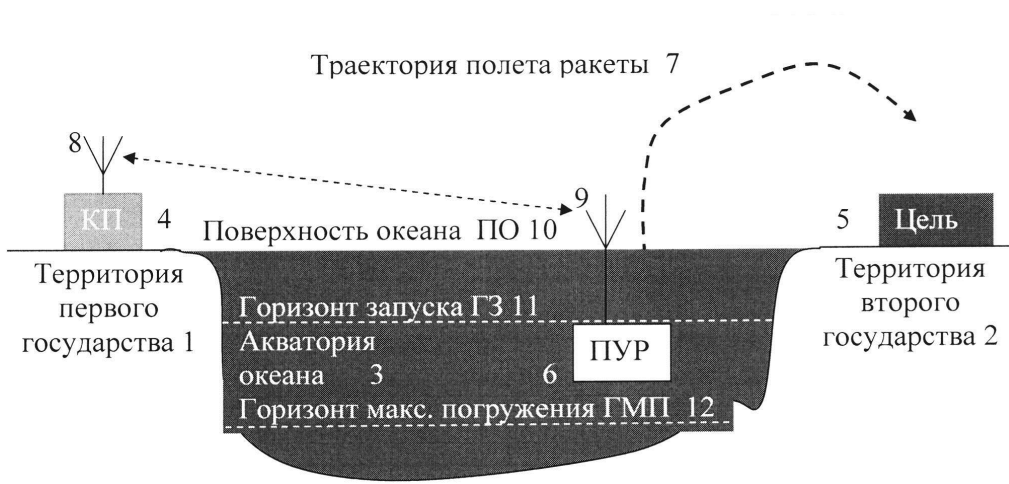 Траектория полета ракеты 7
8
9
КП 4
5 Цель
Поверхность океана ПО 10
Территория
первого
государства 1
Территория
второго
государства 2
Горизонт запуска ГЗ 11
Акватория
океана 3
6 ПУР
Горизонт макс. погружения ГМП 12